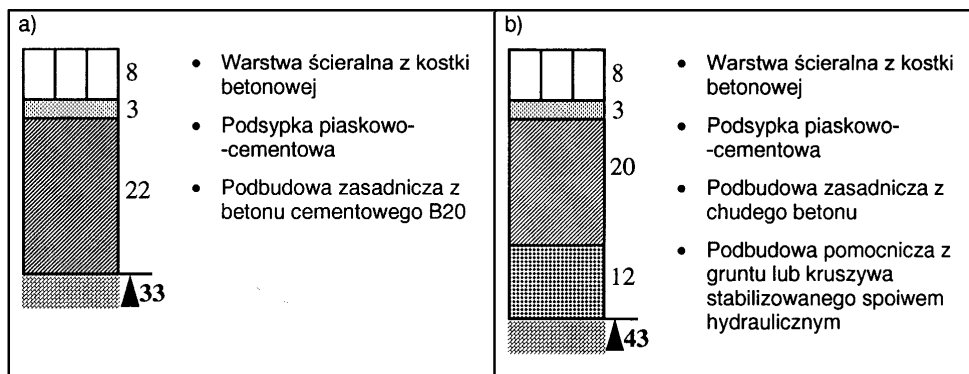 a)
8
3
22
33
• Warstwa ścieralna z kostki
betonowej
• Podsypka piaskowo-
-cementowa
• Podbudowa zasadnicza z
betonu cementowego B20
b)
8
3
20
12
43
• Warstwa ścieralna z kostki
betonowej
• Podsypka piaskowo-
-cementowa
• Podbudowa zasadnicza z
chudego betonu
• Podbudowa pomocnicza z
gruntu lub kruszywa
stabilizowanego spoiwem
hydraulicznym